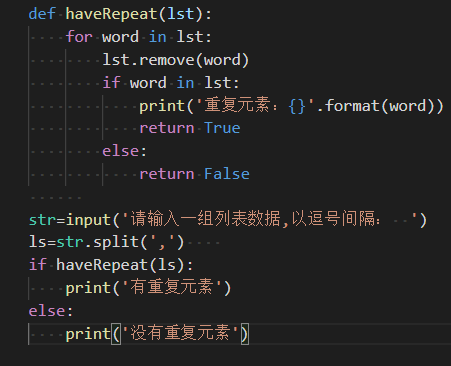 def haveRepeat(lst):
    for word in lst:
        lst.remove(word)
        if word in lst:
            print('重复元素：{}'.format(word))
            return True
        else:
            return False

str=input('请输入一组列表数据,以逗号间隔：  ')
ls=str.split(',')
if haveRepeat(ls):
    print('有重复元素')
else:
    print('没有重复元素')